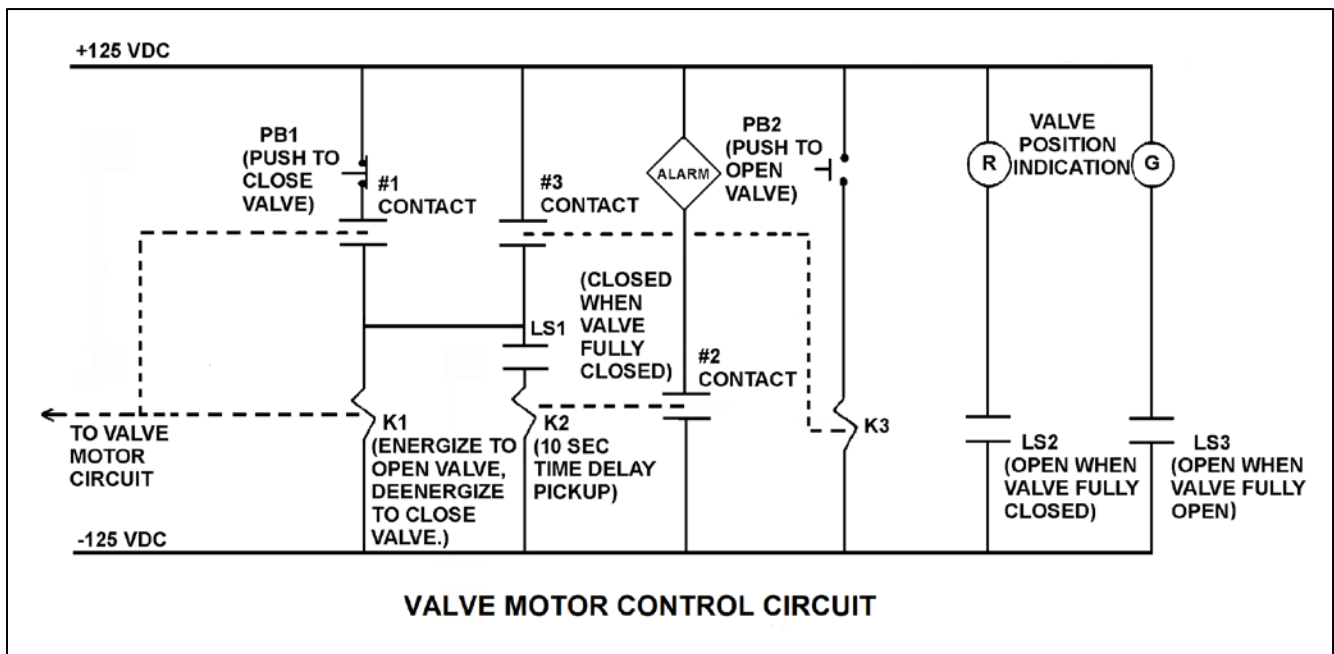 +125 VDC
PB1
(PUSH TO
CLOSE
VALVE)
#1
CONTACT
#3
CONTACT
ALARM
PB2
(PUSH TO
OPEN
VALVE)
R
VALVE
POSITION
INDICATION
G
(CLOSED
WHEN
VALVE
FULLY
CLOSED)
LS1
#2
CONTACT
TO VALVE
MOTOR
CIRCUIT
K1
(ENERGIZE TO
OPEN VALVE,
DEENERGIZE
TO CLOSE
VALVE.)
K2
(10 SEC
TIME DELAY
PICKUP)
K3
LS2
(OPEN WHEN
VALVE FULLY
CLOSED)
LS3
(OPEN WHEN
VALVE FULLY
OPEN)
-125 VDC
VALVE MOTOR CONTROL CIRCUIT